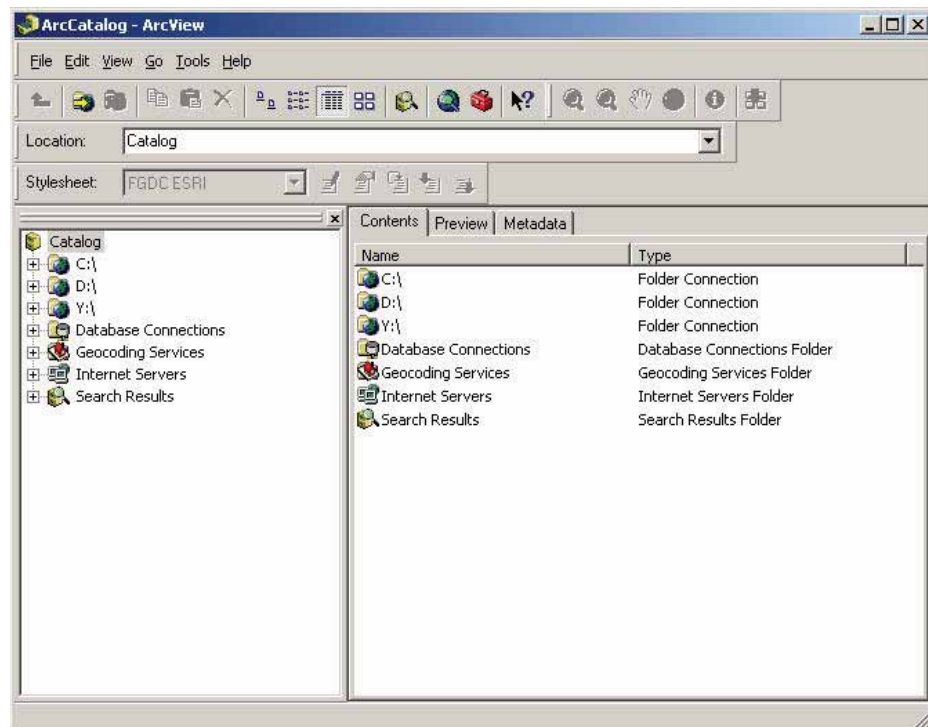 ArcCatalog - ArcView
File Edit View Go Tools Help
Location: Catalog
Stylesheet: FGDC ESRI
Catalog
C:\
D:\
Y:\
Database Connections
Geocoding Services
Internet Servers
Search Results
Contents Preview Metadata
Name Type
C:\ Folder Connection
D:\ Folder Connection
Y:\ Folder Connection
Database Connections Database Connections Folder
Geocoding Services Geocoding Services Folder
Internet Servers Internet Servers Folder
Search Results Search Results Folder